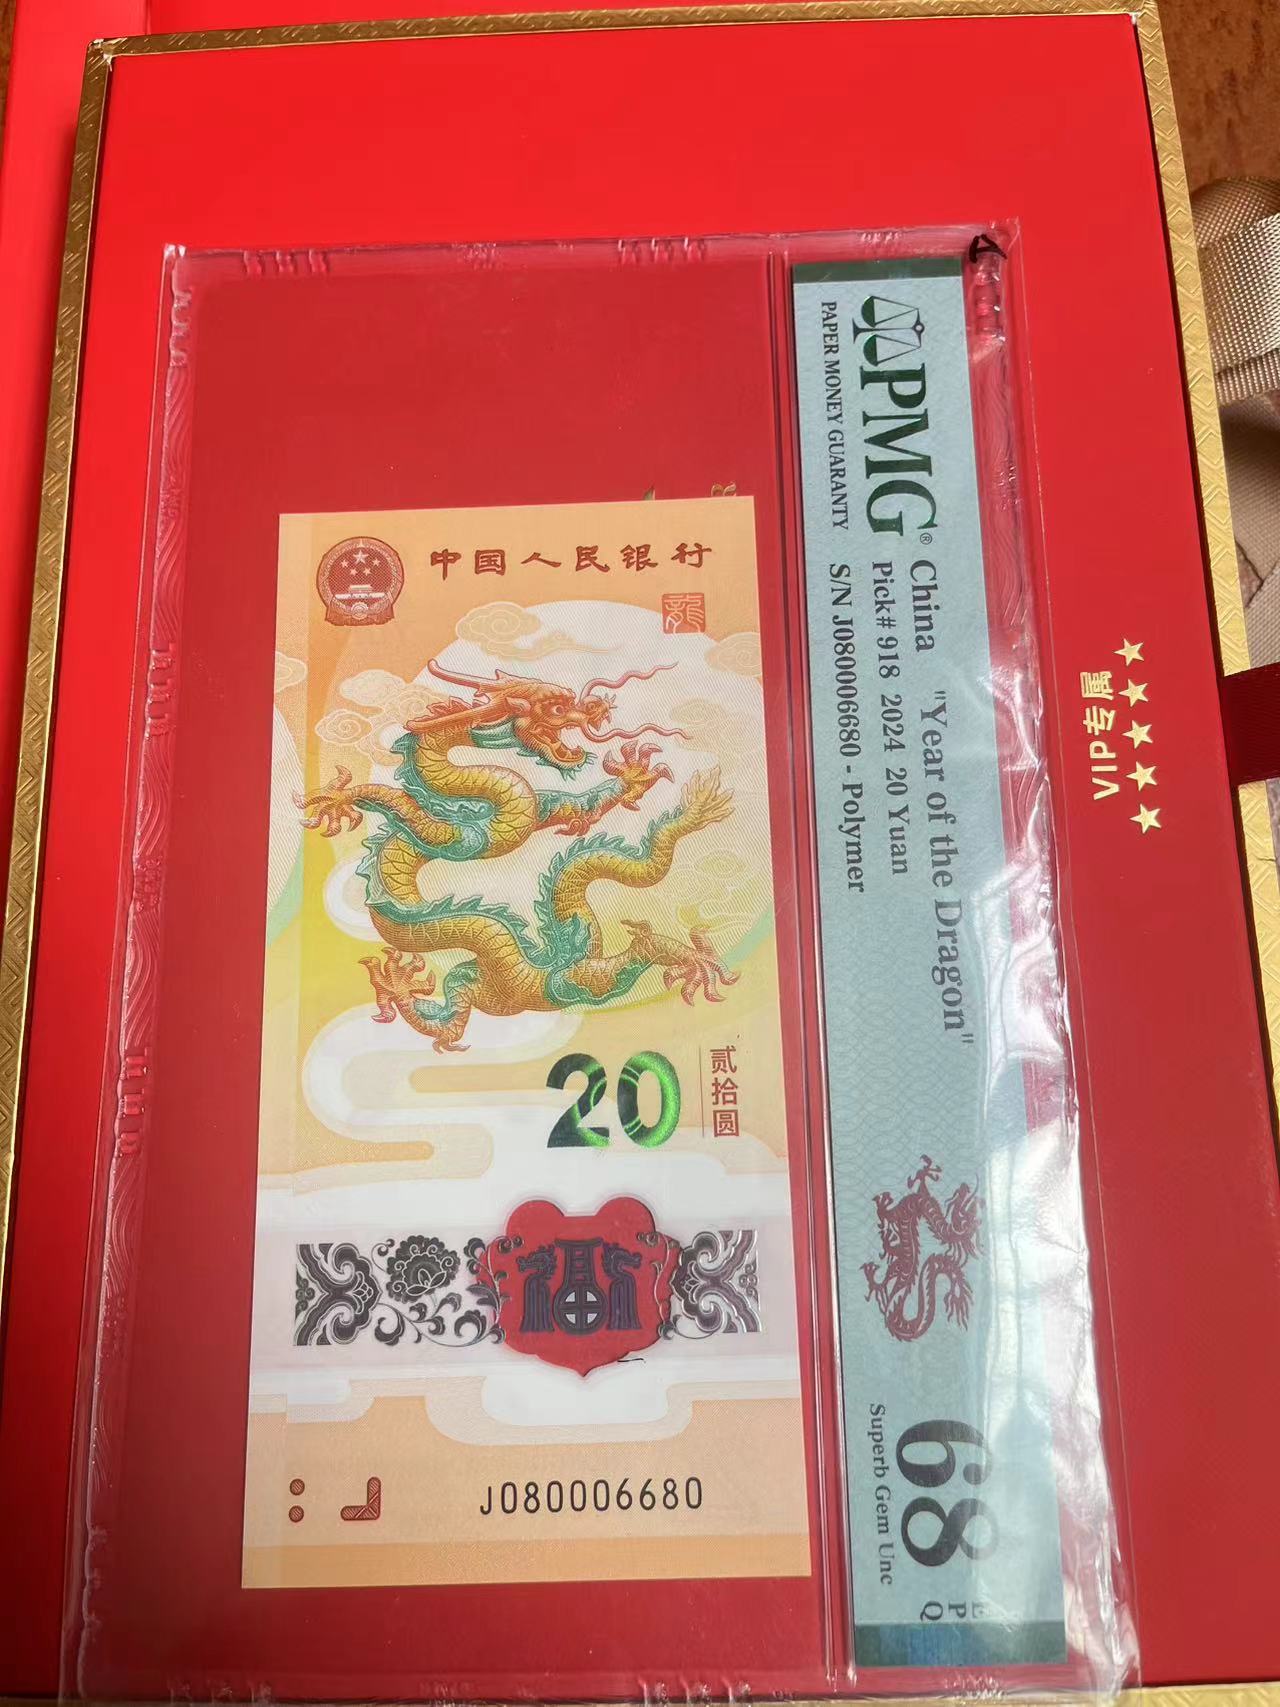 中国人民银行
龍
20
贰拾圆
J080006680
PMG®
PAPER MONEY GUARANTY
China "Year of the Dragon"
Pick# 918 2024 20 Yuan
S/N J080006680 - Polymer
68
Superb Gem Unc
E
P
Q
VIP专属